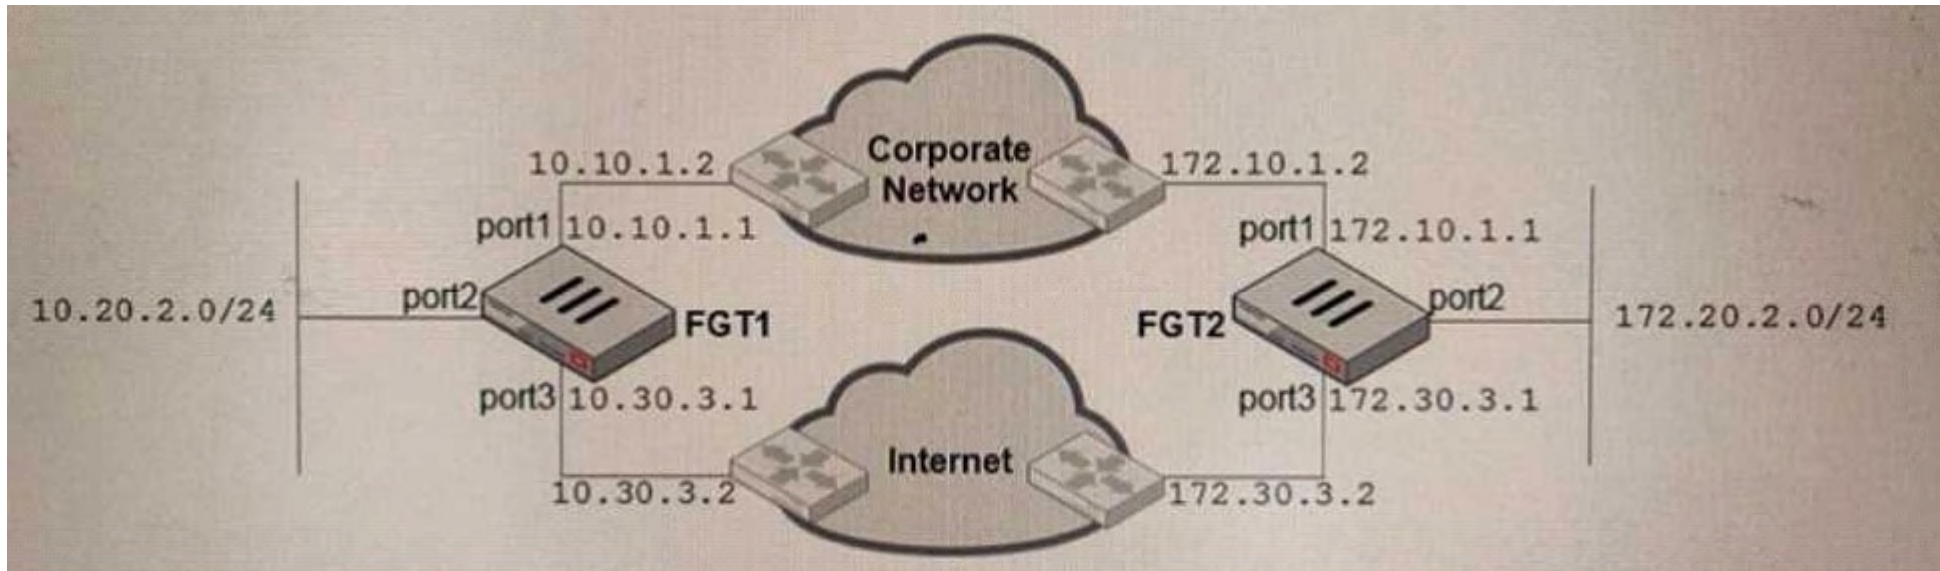 Corporate
Network
10.10.1.2
172.10.1.2
port1
10.10.1.1
port1
172.10.1.1
10.20.2.0/24
port2
FGT1
FGT2
port2
172.20.2.0/24
port3
10.30.3.1
port3
172.30.3.1
Internet
10.30.3.2
172.30.3.2